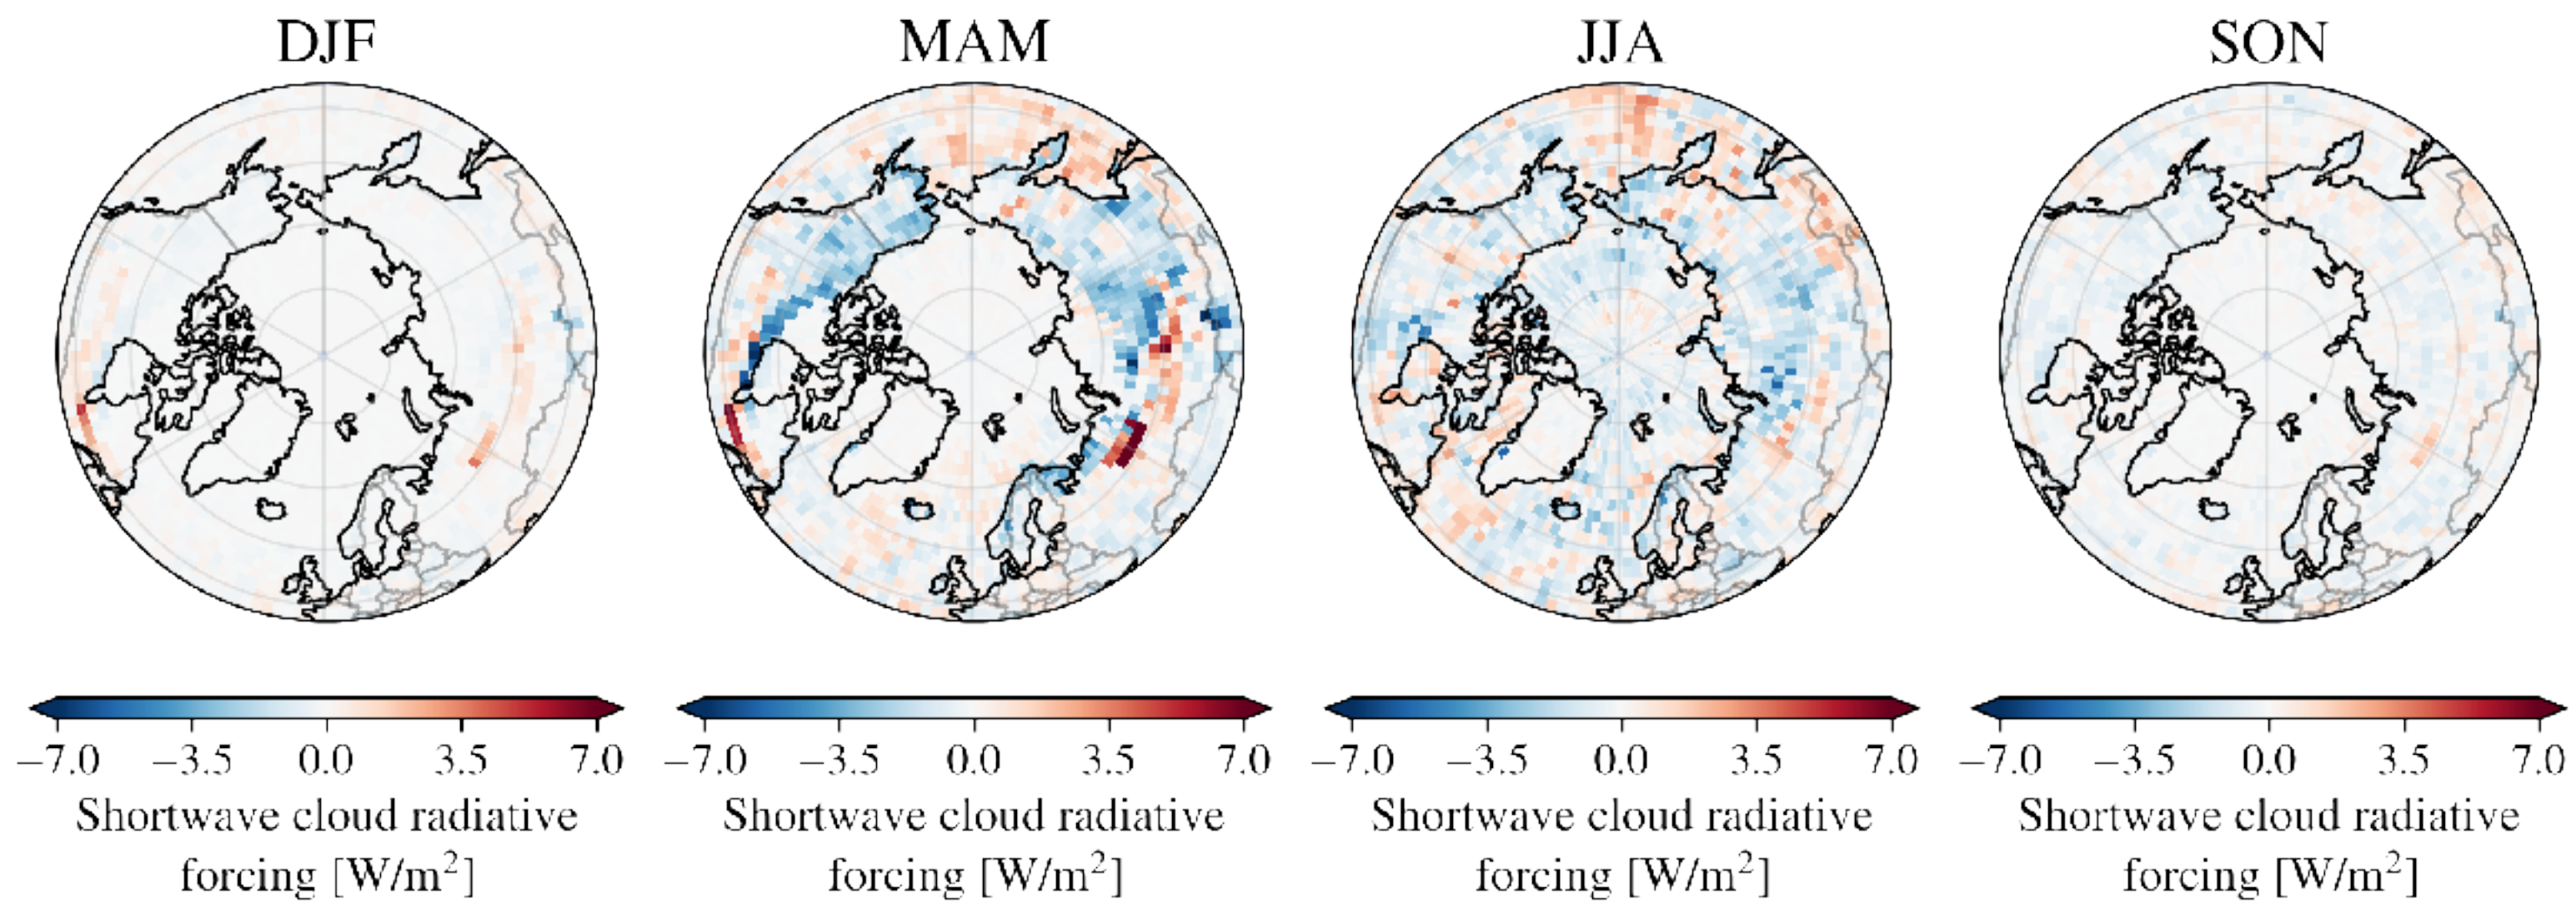 DJF MAM JJA SON
−7.0 −3.5 0.0 3.5 7.0 −7.0 −3.5 0.0 3.5 7.0 −7.0 −3.5 0.0 3.5 7.0 −7.0 −3.5 0.0 3.5 7.0
Shortwave cloud radiative Shortwave cloud radiative Shortwave cloud radiative Shortwave cloud radiative
forcing [W/m²] forcing [W/m²] forcing [W/m²] forcing [W/m²]